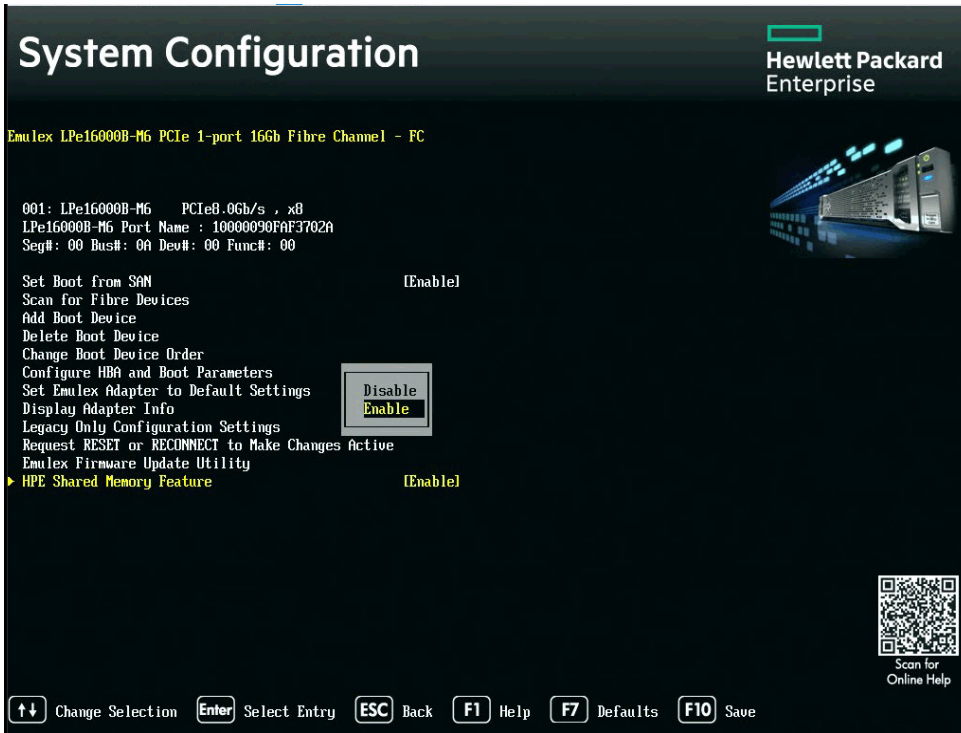 System Configuration
Hewlett Packard
Enterprise
Emulex LPe16000B-M6 PCIe 1-port 16Gb Fibre Channel - FC
001: LPe16000B-M6 PCIe8.0Gb/s , x8
LPe16000B-M6 Port Name : 10000090FAF3702A
Seg#: 00 Bus#: 0A Dev#: 00 Func#: 00
Set Boot from SAN [Enable]
Scan for Fibre Devices
Add Boot Device
Delete Boot Device
Change Boot Device Order
Configure HBA and Boot Parameters
Set Emulex Adapter to Default Settings
Disable
Display Adapter Info
Enable
Legacy Only Configuration Settings
Request RESET or RECONNECT to Make Changes Active
Emulex Firmware Update Utility
HPE Shared Memory Feature [Enable]
Scan for
Online Help
↑↓ Change Selection Enter Select Entry ESC Back F1 Help F7 Defaults F10 Save